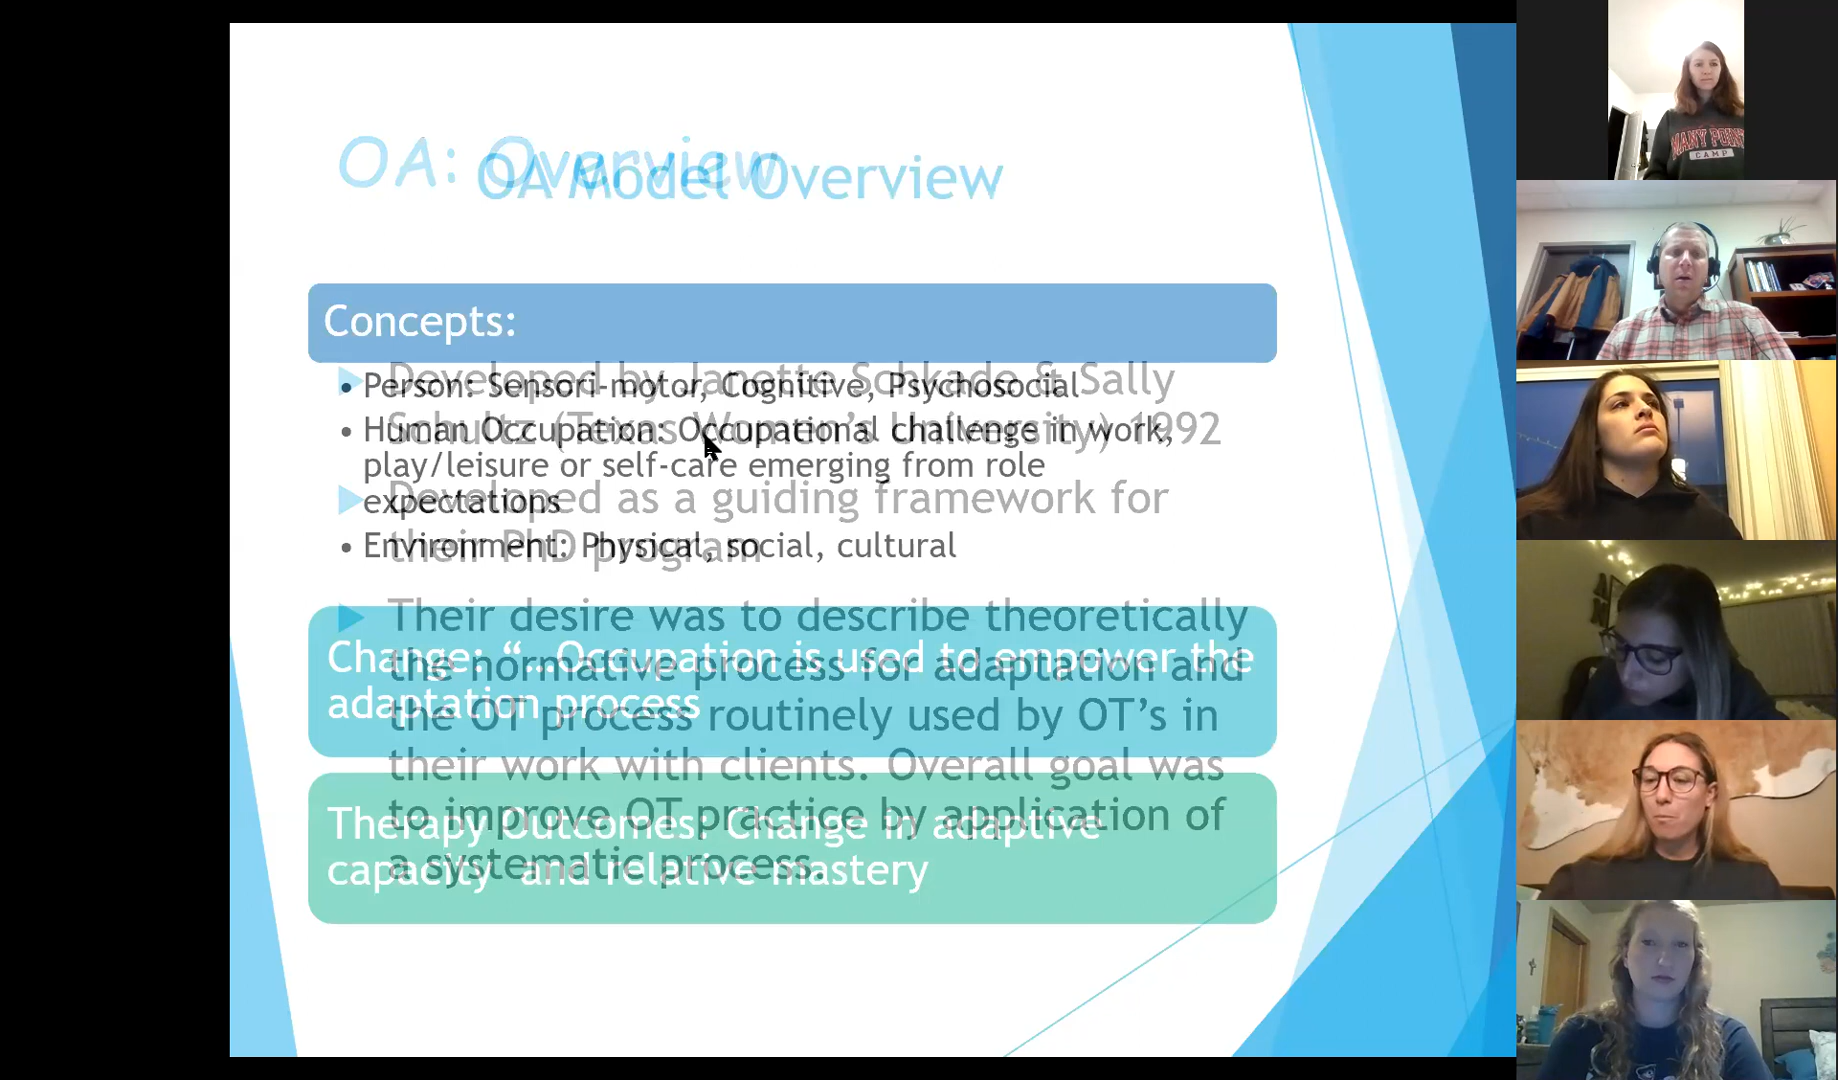 OA: Overview
Developed by Janette Schkade & Sally
Schultz (Texas Women's University) 1992
Developed as a guiding framework for
their PhD program
Their desire was to describe theoretically
the normative process for adaptation and
the OT process routinely used by OT's in
their work with clients. Overall goal was
to improve OT practice by application of
a systematic process.
OA Model Overview
Concepts:
• Person: Sensori-motor, Cognitive, Psychosocial
• Human Occupation: Occupational challenge in work,
play/leisure or self-care emerging from role
expectations
• Environment: Physical, social, cultural
Change: “…Occupation is used to empower the
adaptation process
Therapy Outcomes: Change in adaptive
capacity and relative mastery
MANY POINT
CAMP